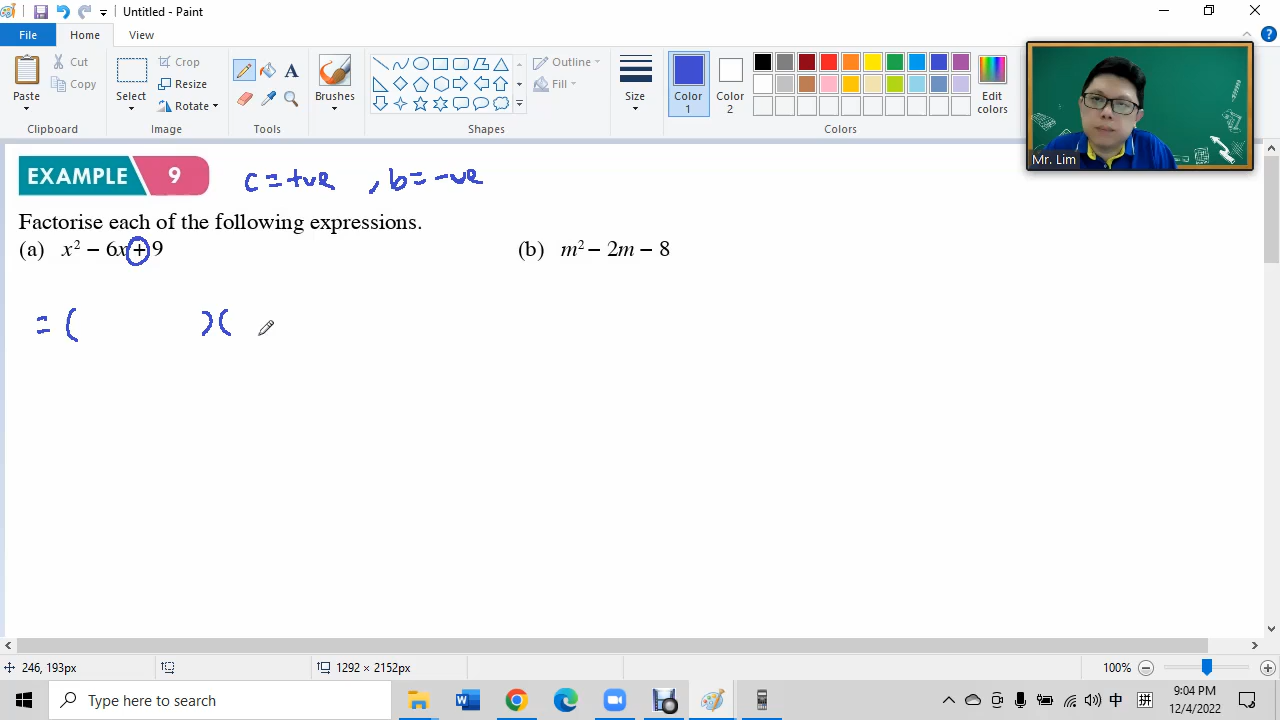 Untitled - Paint
File Home View
Paste Cut Copy
Clipboard
Select Crop Resize Rotate
Image
A
Tools
Brushes
Outline Fill
Shapes
Size
Color 1
Color 2
Edit colors
Colors
Mr. Lim
EXAMPLE 9 c = +ve , b = -ve
Factorise each of the following expressions.
(a) x² − 6x + 9 (b) m² − 2m − 8
= ( ) (
246, 193px 1292 × 2152px 100%
Type here to search
中 拼 9:04 PM
12/4/2022